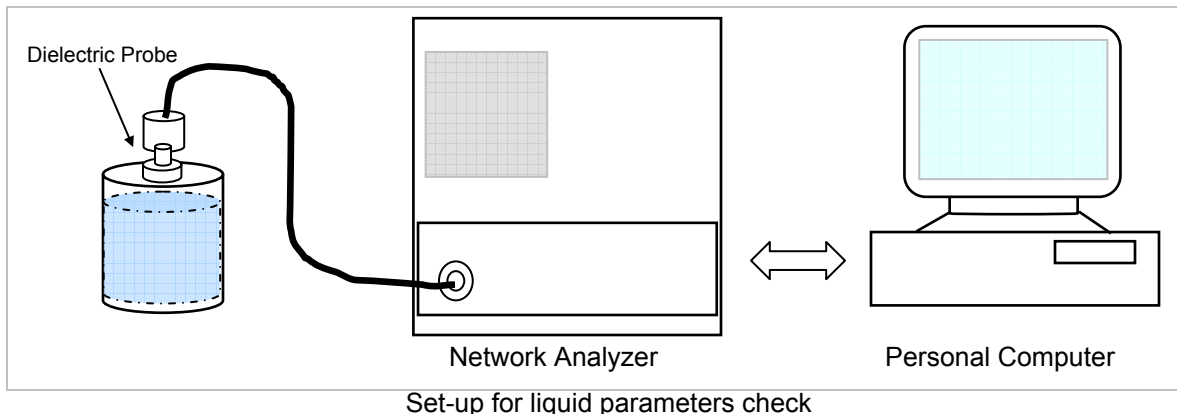 Dielectric Probe
Network Analyzer
Personal Computer
Set-up for liquid parameters check